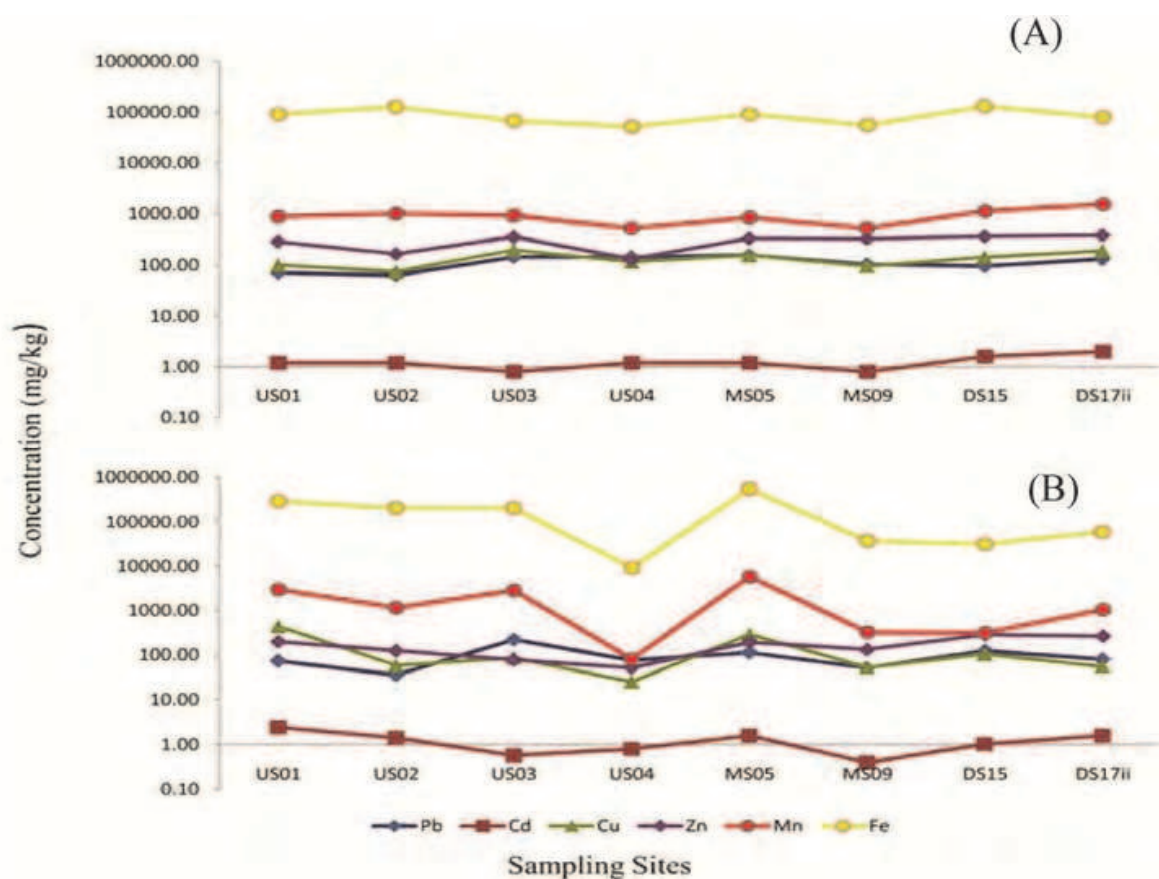 (A)
1000000.00
100000.00
10000.00
1000.00
100.00
10.00
1.00
0.10
US01 US02 US03 US04 MS05 MS09 DS15 DS17ii
Concentration (mg/kg)
(B)
1000000.00
100000.00
10000.00
1000.00
100.00
10.00
1.00
0.10
US01 US02 US03 US04 MS05 MS09 DS15 DS17ii
Pb Cd Cu Zn Mn Fe
Sampling Sites